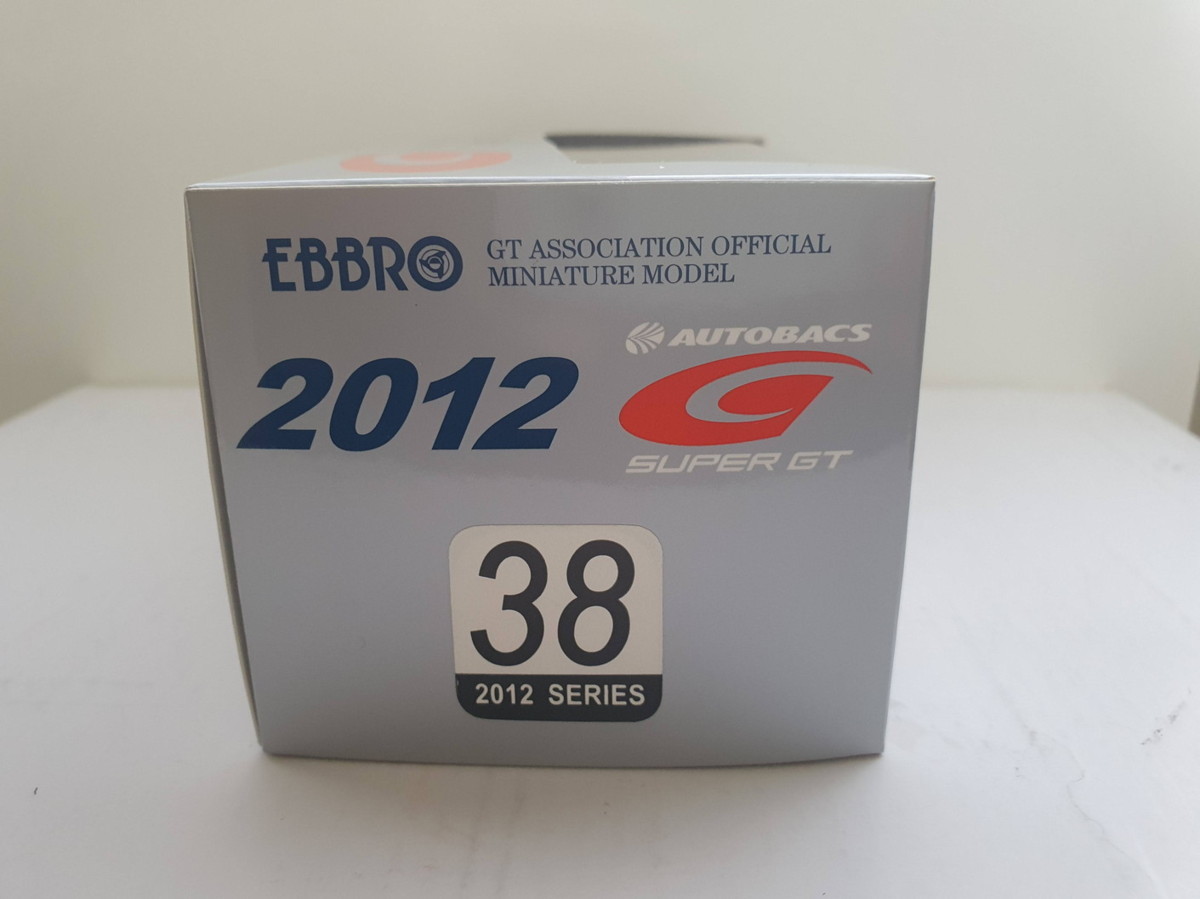 EBBRO
GT ASSOCIATION OFFICIAL
MINIATURE MODEL
AUTOBACS
2012
SUPER GT
38
2012 SERIES